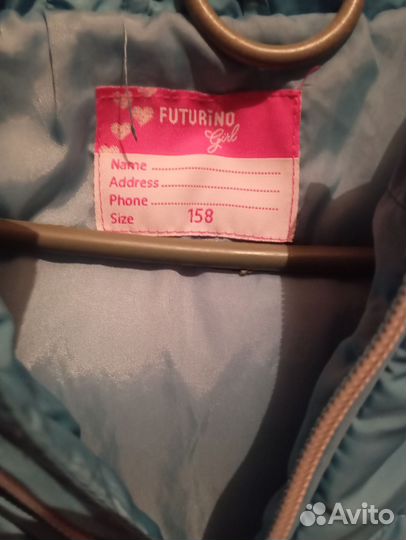 FUTURINO
Girl
Name
Address
Phone
Size 158
Avito